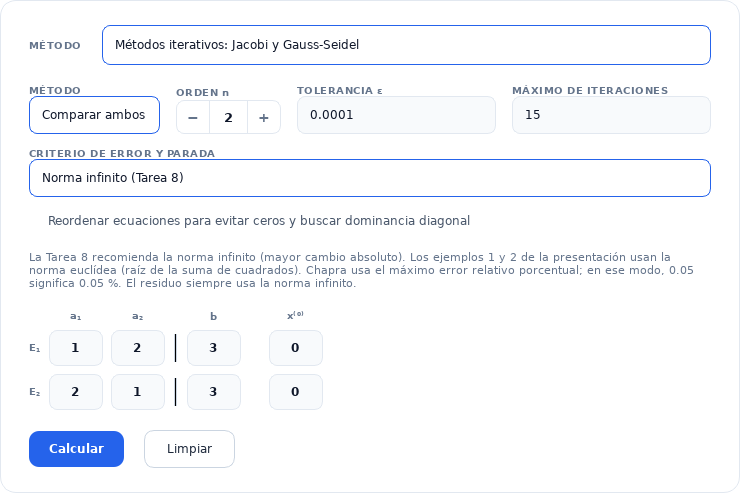 MÉTODO Métodos iterativos: Jacobi y Gauss-Seidel
MÉTODO ORDEN n TOLERANCIA ε MÁXIMO DE ITERACIONES
Comparar ambos − 2 + 0.0001 15
CRITERIO DE ERROR Y PARADA
Norma infinito (Tarea 8)
Reordenar ecuaciones para evitar ceros y buscar dominancia diagonal
La Tarea 8 recomienda la norma infinito (mayor cambio absoluto). Los ejemplos 1 y 2 de la presentación usan la
norma euclídea (raíz de la suma de cuadrados). Chapra usa el máximo error relativo porcentual; en ese modo, 0.05
significa 0.05 %. El residuo siempre usa la norma infinito.
a₁ a₂ b x⁽⁰⁾
E₁ 1 2 3 0
E₂ 2 1 3 0
Calcular Limpiar